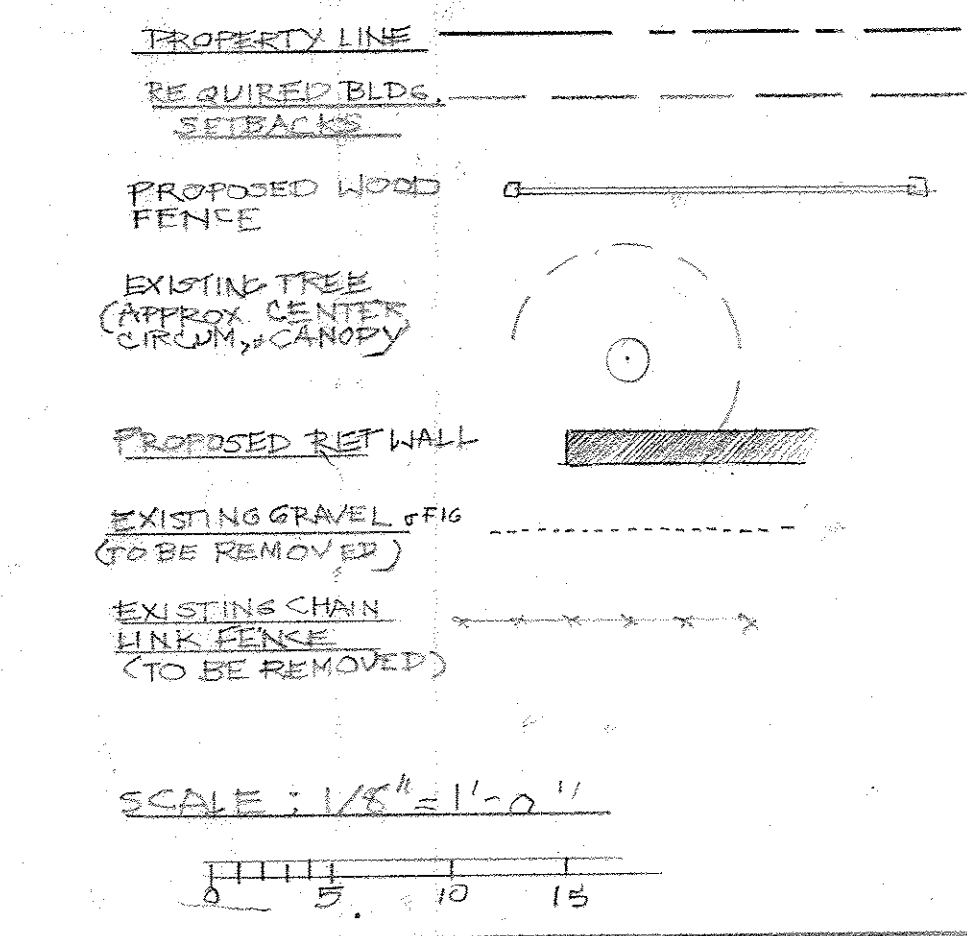 PROPERTY LINE
REQUIRED BLDG.
SETBACKS
PROPOSED WOOD
FENCE
EXISTING TREE
(APPROX. CENTER
CIRCUM, & CANOPY)
PROPOSED RET WALL
EXISTING GRAVEL
(TO BE REMOVED)
EXISTING CHAIN
LINK FENCE
(TO BE REMOVED)
SCALE : 1/8" = 1'-0"
0 5 10 15